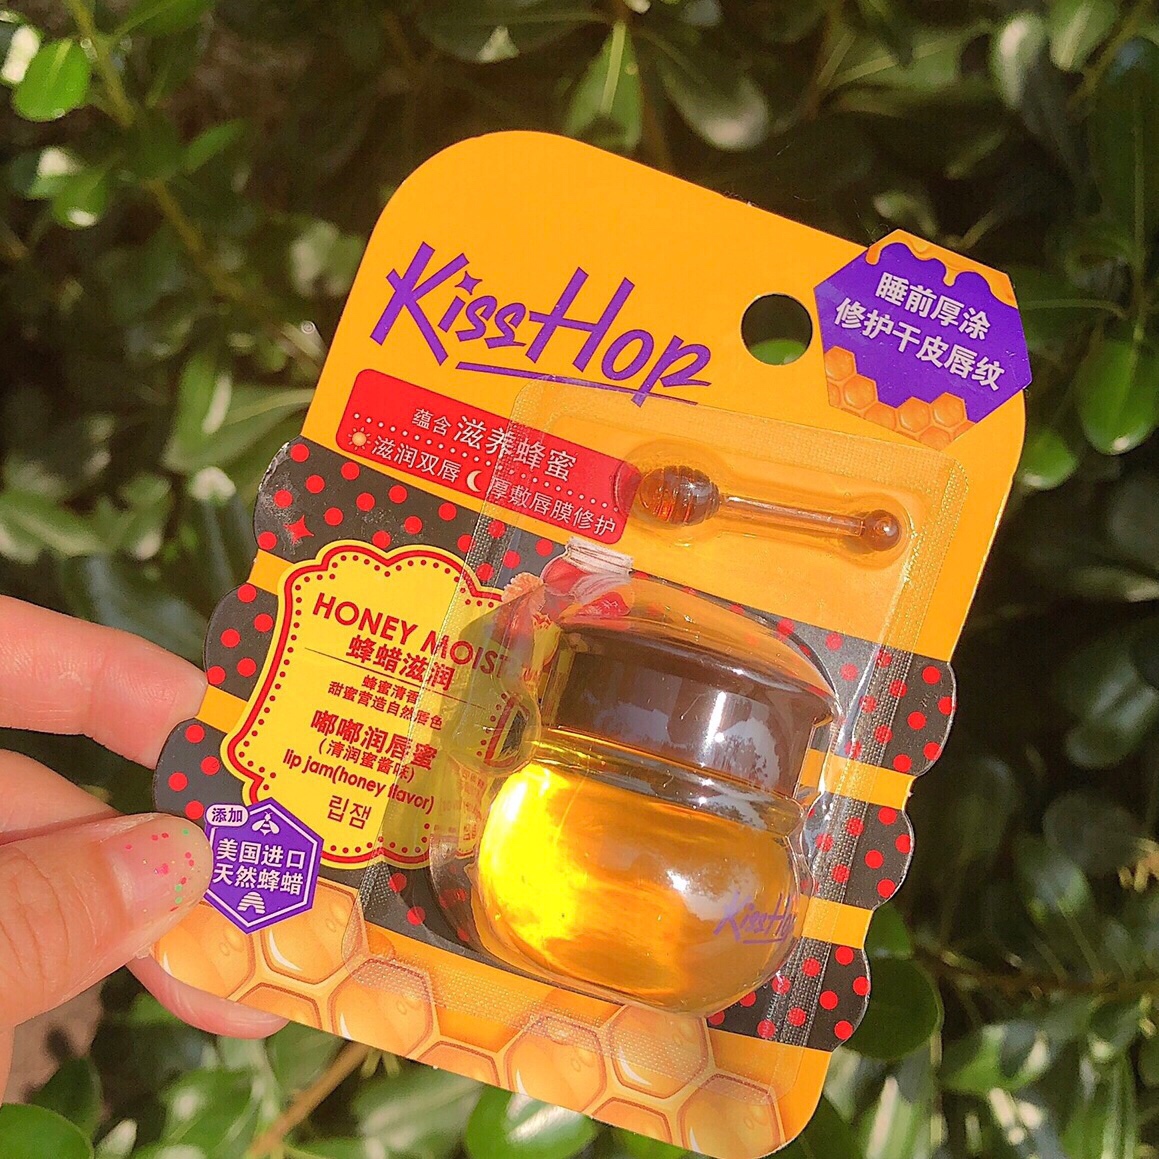 KissHop
睡前厚涂
修护干皮唇纹
蕴含 滋养蜂蜜
滋润双唇 厚敷唇膜修护
HONEY MOIST
蜂蜡滋润
蜂蜜清香
甜蜜营造自然唇色
嘟嘟润唇蜜
(清润蜜酱味)
lip jam(honey flavor)
립잼
添加
美国进口
天然蜂蜡
KissHop